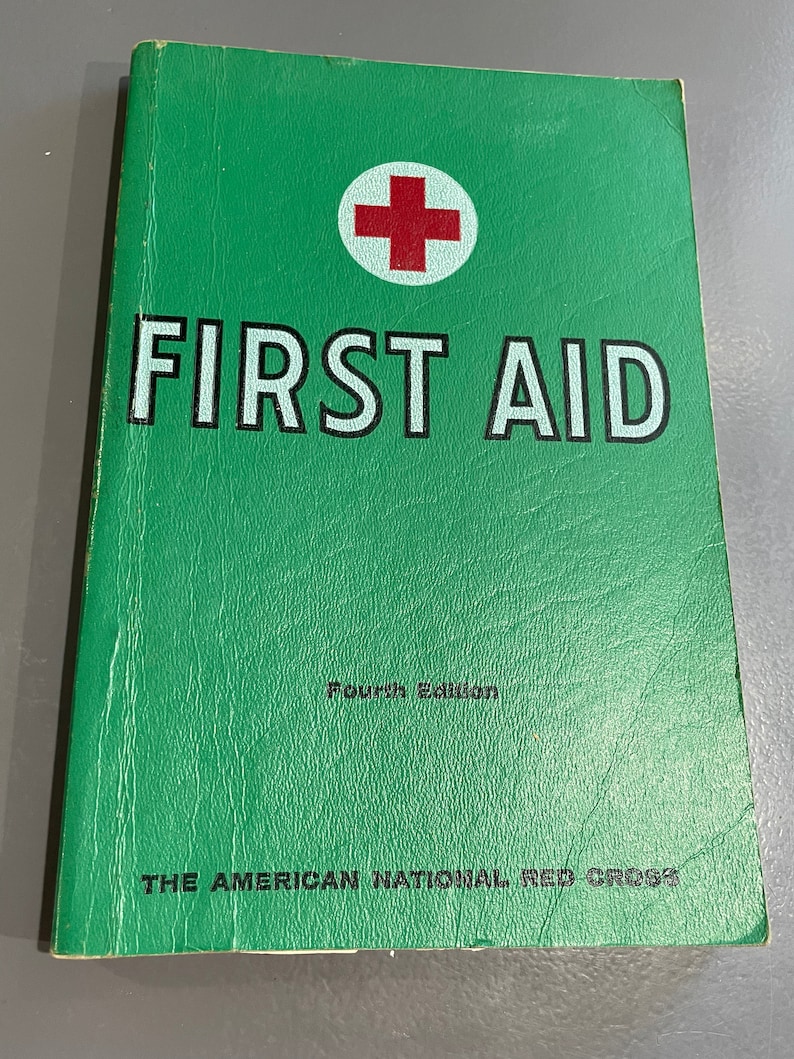 FIRST AID
Fourth Edition
THE AMERICAN NATIONAL RED CROSS